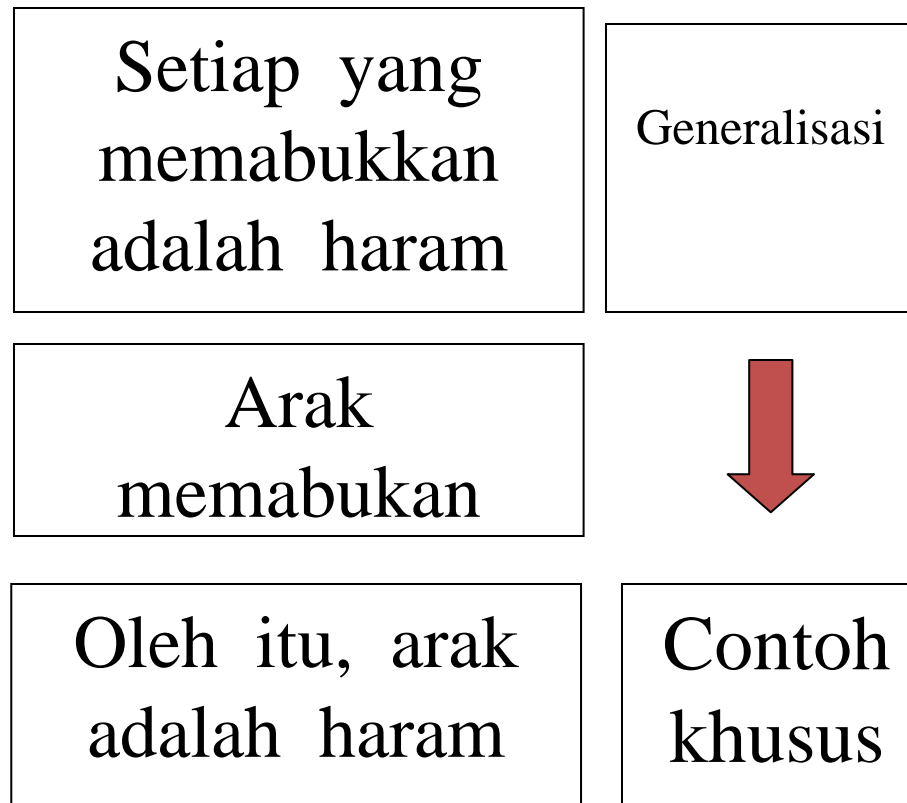 Setiap yang
memabukkan
adalah haram
Generalisasi
Arak
memabukan
Oleh itu, arak
adalah haram
Contoh
khusus